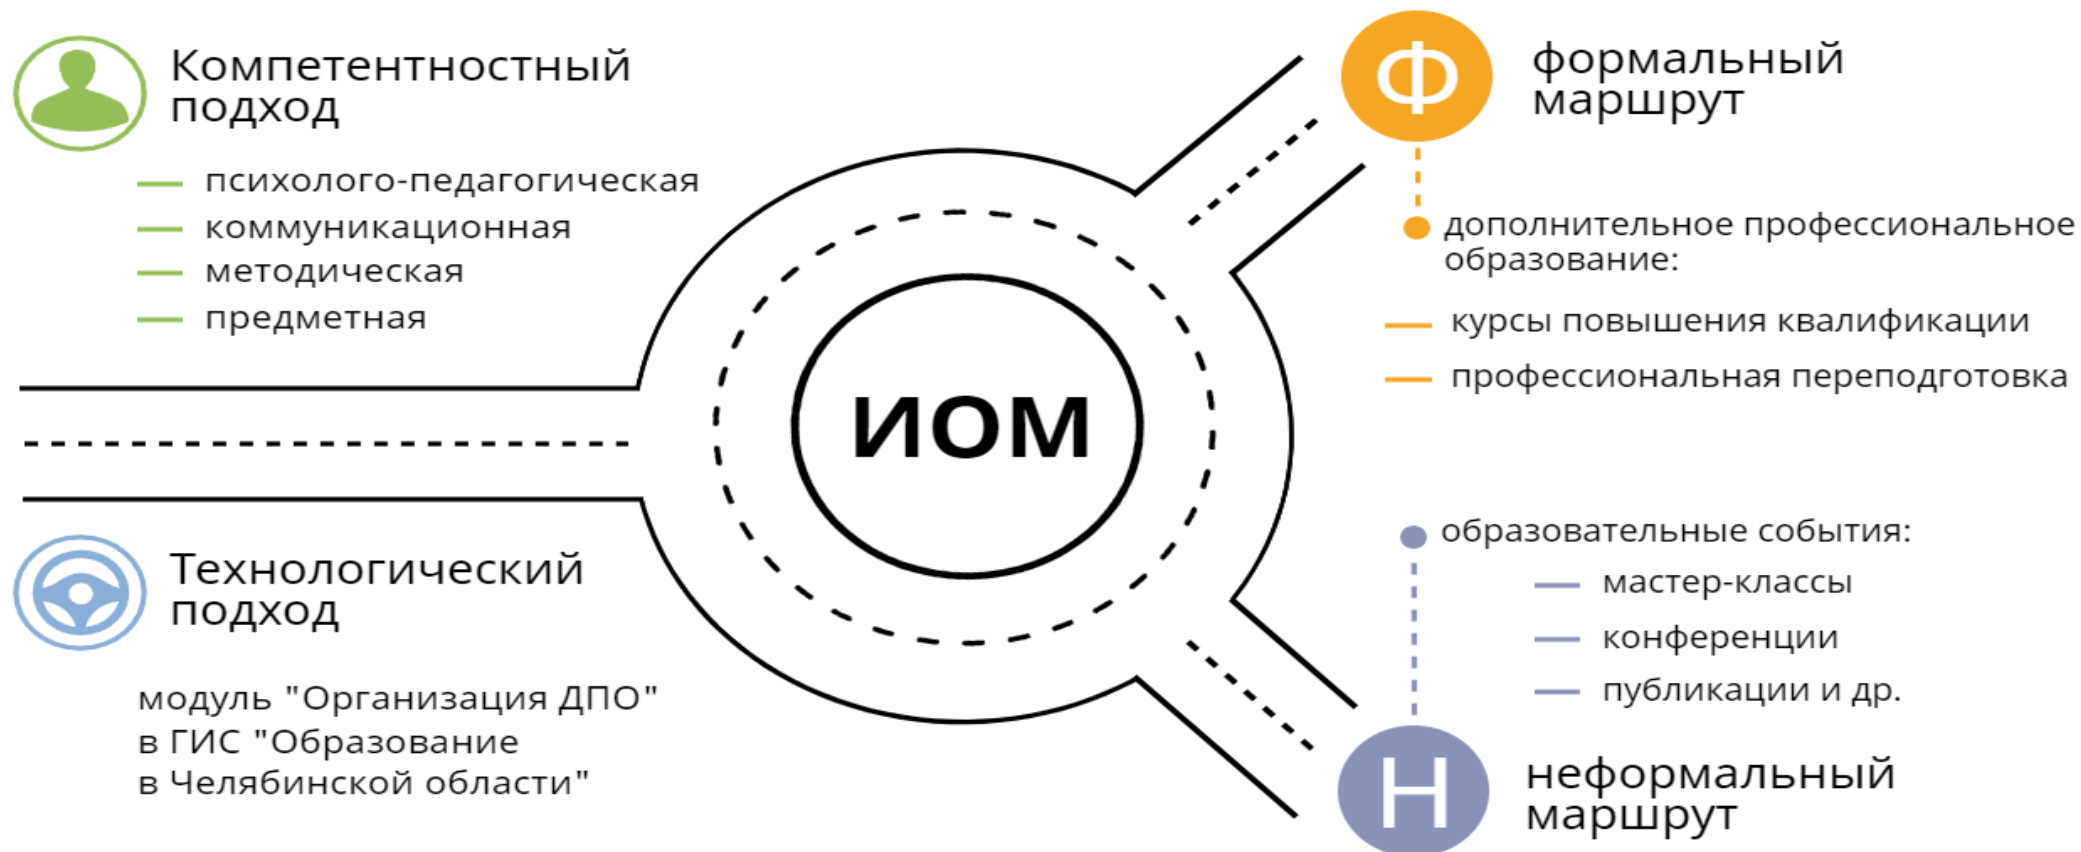 Компетентностный
подход
психолого-педагогическая
коммуникационная
методическая
предметная
Технологический
подход
модуль "Организация ДПО"
в ГИС "Образование
в Челябинской области"
ИОМ
Ф
формальный
маршрут
дополнительное профессиональное
образование:
курсы повышения квалификации
профессиональная переподготовка
образовательные события:
мастер-классы
конференции
публикации и др.
Н
неформальный
маршрут